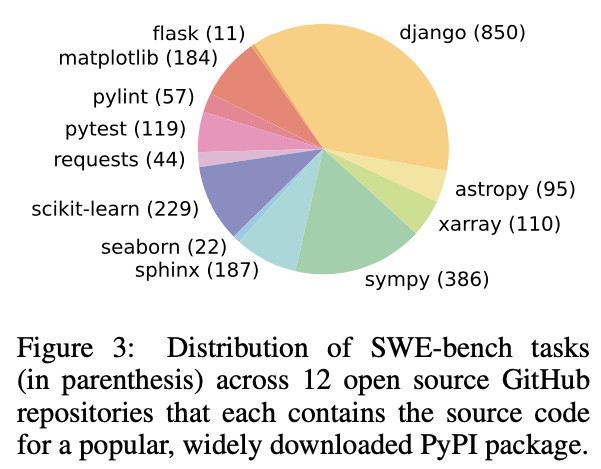 flask (11)
django (850)
matplotlib (184)
pylint (57)
pytest (119)
requests (44)
astropy (95)
scikit-learn (229)
xarray (110)
seaborn (22)
sphinx (187)
sympy (386)
Figure 3: Distribution of SWE-bench tasks
(in parenthesis) across 12 open source GitHub
repositories that each contains the source code
for a popular, widely downloaded PyPI package.